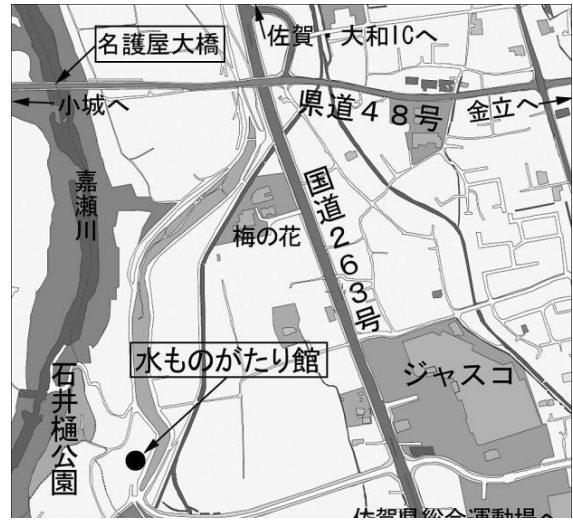 佐賀・大和ICへ
名護屋大橋
小城へ
県道48号
金立へ
嘉瀬川
国道263号
梅の花
水ものがたり館
ジャスコ
石井樋公園
佐賀県総合運動場へ